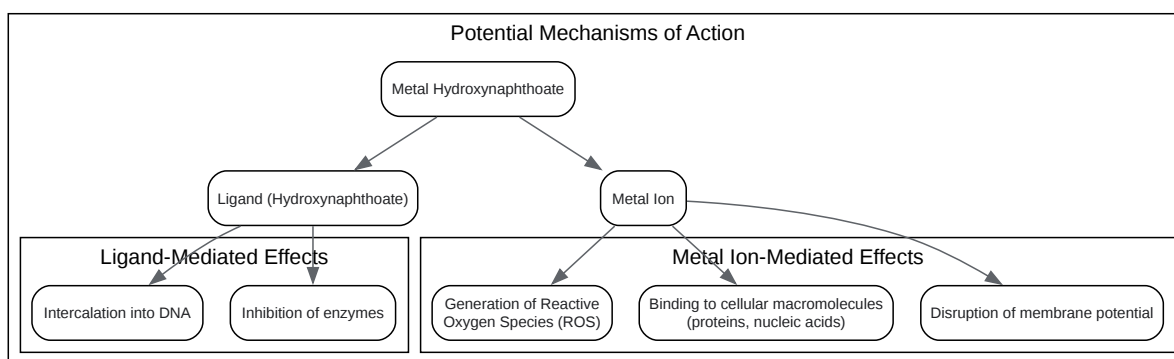 Potential Mechanisms of Action
Metal Hydroxynaphthoate
Ligand (Hydroxynaphthoate)
Metal Ion
Ligand-Mediated Effects
Metal Ion-Mediated Effects
Intercalation into DNA
Inhibition of enzymes
Generation of Reactive
Oxygen Species (ROS)
Binding to cellular macromolecules
(proteins, nucleic acids)
Disruption of membrane potential